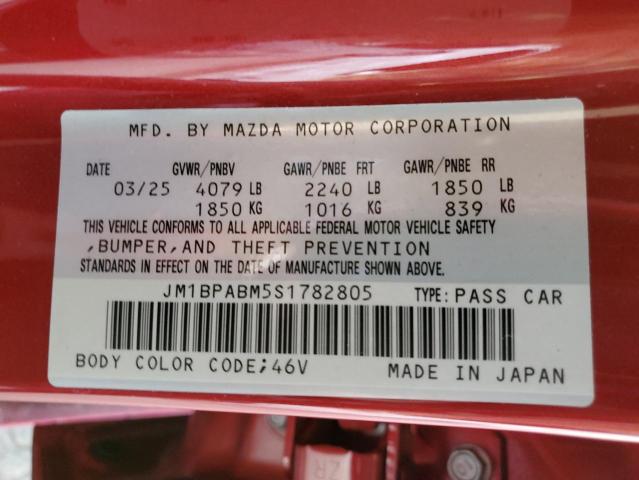 MFD. BY MAZDA MOTOR CORPORATION
DATE GVWR/PNBV GAWR/PNBE FRT GAWR/PNBE RR
03/25 4079 LB 2240 LB 1850 LB
1850 KG 1016 KG 839 KG
THIS VEHICLE CONFORMS TO ALL APPLICABLE FEDERAL MOTOR VEHICLE SAFETY
,BUMPER,AND THEFT PREVENTION
STANDARDS IN EFFECT ON THE DATE OF MANUFACTURE SHOWN ABOVE.
JM1BPABM5S1782805 TYPE: PASS CAR
BODY COLOR CODE;46V MADE IN JAPAN
ZR